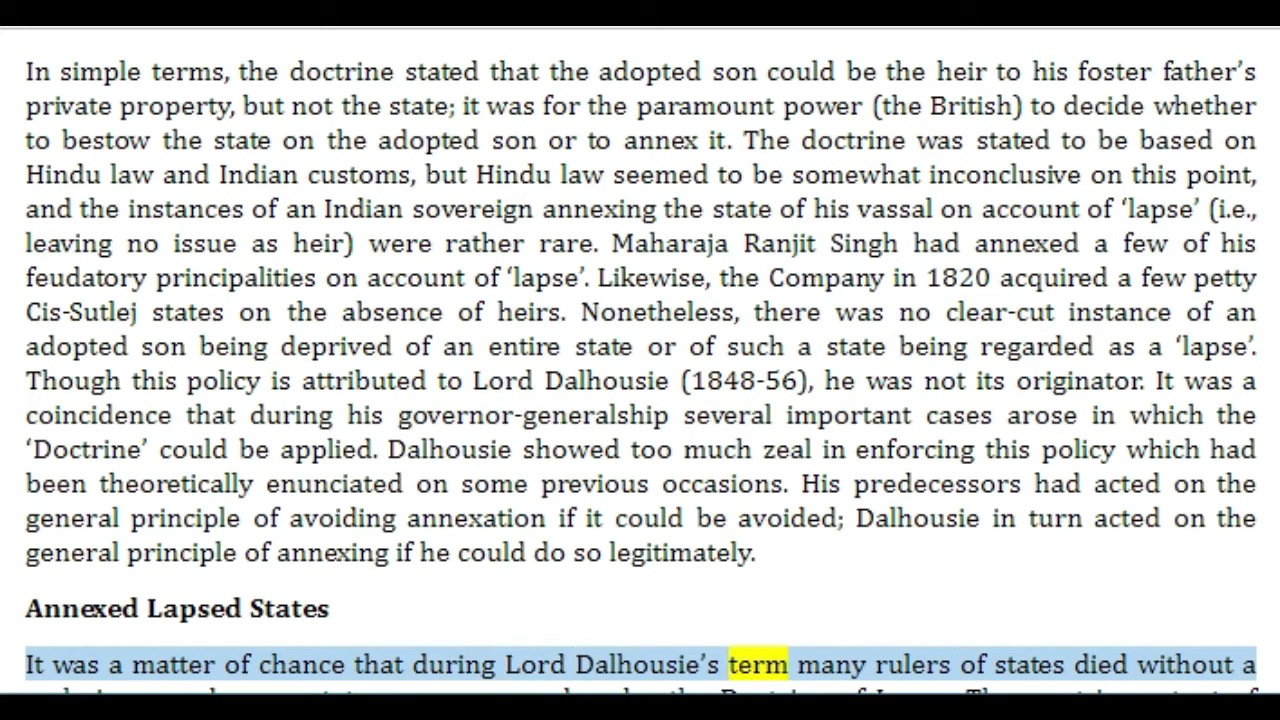 In simple terms, the doctrine stated that the adopted son could be the heir to his foster father’s
private property, but not the state; it was for the paramount power (the British) to decide whether
to bestow the state on the adopted son or to annex it. The doctrine was stated to be based on
Hindu law and Indian customs, but Hindu law seemed to be somewhat inconclusive on this point,
and the instances of an Indian sovereign annexing the state of his vassal on account of ‘lapse’ (i.e.,
leaving no issue as heir) were rather rare. Maharaja Ranjit Singh had annexed a few of his
feudatory principalities on account of ‘lapse’. Likewise, the Company in 1820 acquired a few petty
Cis-Sutlej states on the absence of heirs. Nonetheless, there was no clear-cut instance of an
adopted son being deprived of an entire state or of such a state being regarded as a ‘lapse’.
Though this policy is attributed to Lord Dalhousie (1848-56), he was not its originator. It was a
coincidence that during his governor-generalship several important cases arose in which the
‘Doctrine’ could be applied. Dalhousie showed too much zeal in enforcing this policy which had
been theoretically enunciated on some previous occasions. His predecessors had acted on the
general principle of avoiding annexation if it could be avoided; Dalhousie in turn acted on the
general principle of annexing if he could do so legitimately.
Annexed Lapsed States
It was a matter of chance that during Lord Dalhousie’s term many rulers of states died without a